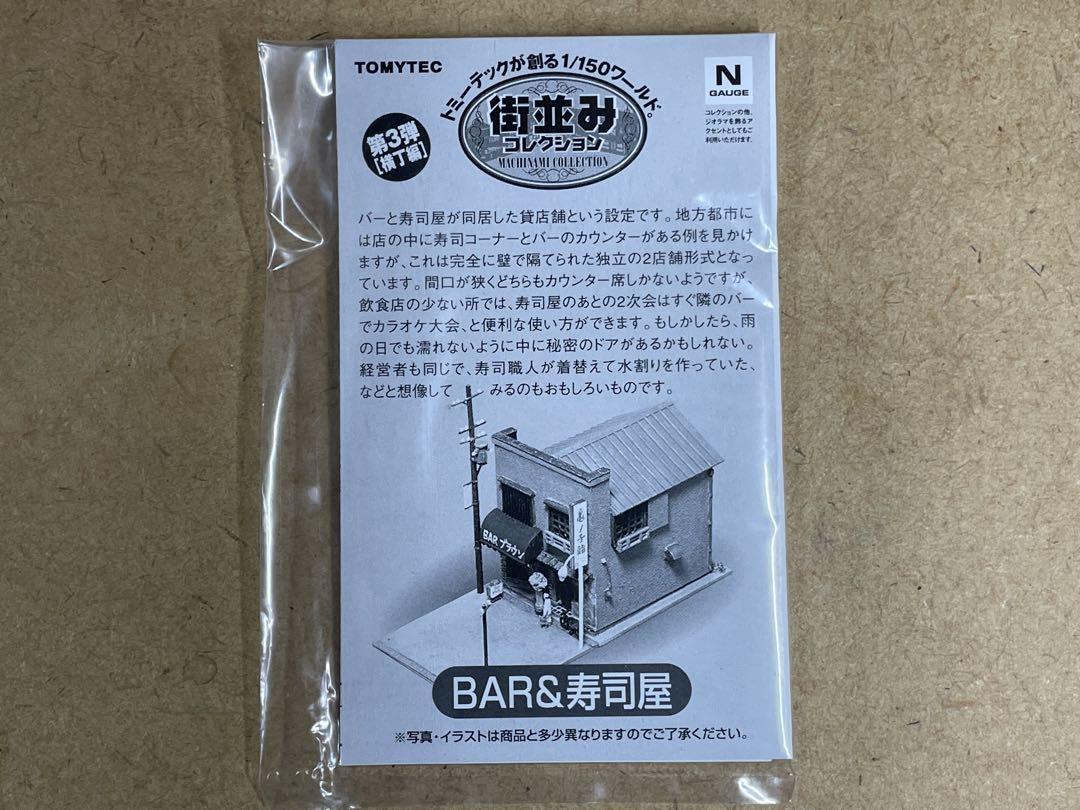 TOMYTEC
トミーテックが創る1/150ワールド。
街並み
コレクション
MACHINAMI COLLECTION
第3弾
[横丁編]
N
GAUGE
コレクションの他、
ジオラマを飾るア
クセントとしてもご
利用いただけます。
バーと寿司屋が同居した貸店舗という設定です。地方都市に
は店の中に寿司コーナーとバーのカウンターがある例を見かけ
ますが、これは完全に壁で隔てられた独立の2店舗形式となっ
ています。間口が狭くどちらもカウンター席しかないようですが、
飲食店の少ない所では、寿司屋のあとの2次会はすぐ隣のバー
でカラオケ大会、と便利な使い方ができます。もしかしたら、雨
の日でも濡れないように中に秘密のドアがあるかもしれない。
経営者も同じで、寿司職人が着替えて水割りを作っていた、
などと想像して みるのもおもしろいものです。
BAR ブラウン
亀ノ子鮨
BAR&寿司屋
※写真・イラストは商品と多少異なりますのでご了承ください。